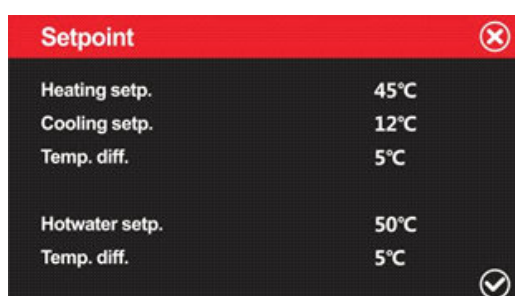 Setpoint
Heating setp. 45℃
Cooling setp. 12℃
Temp. diff. 5℃
Hotwater setp. 50℃
Temp. diff. 5℃